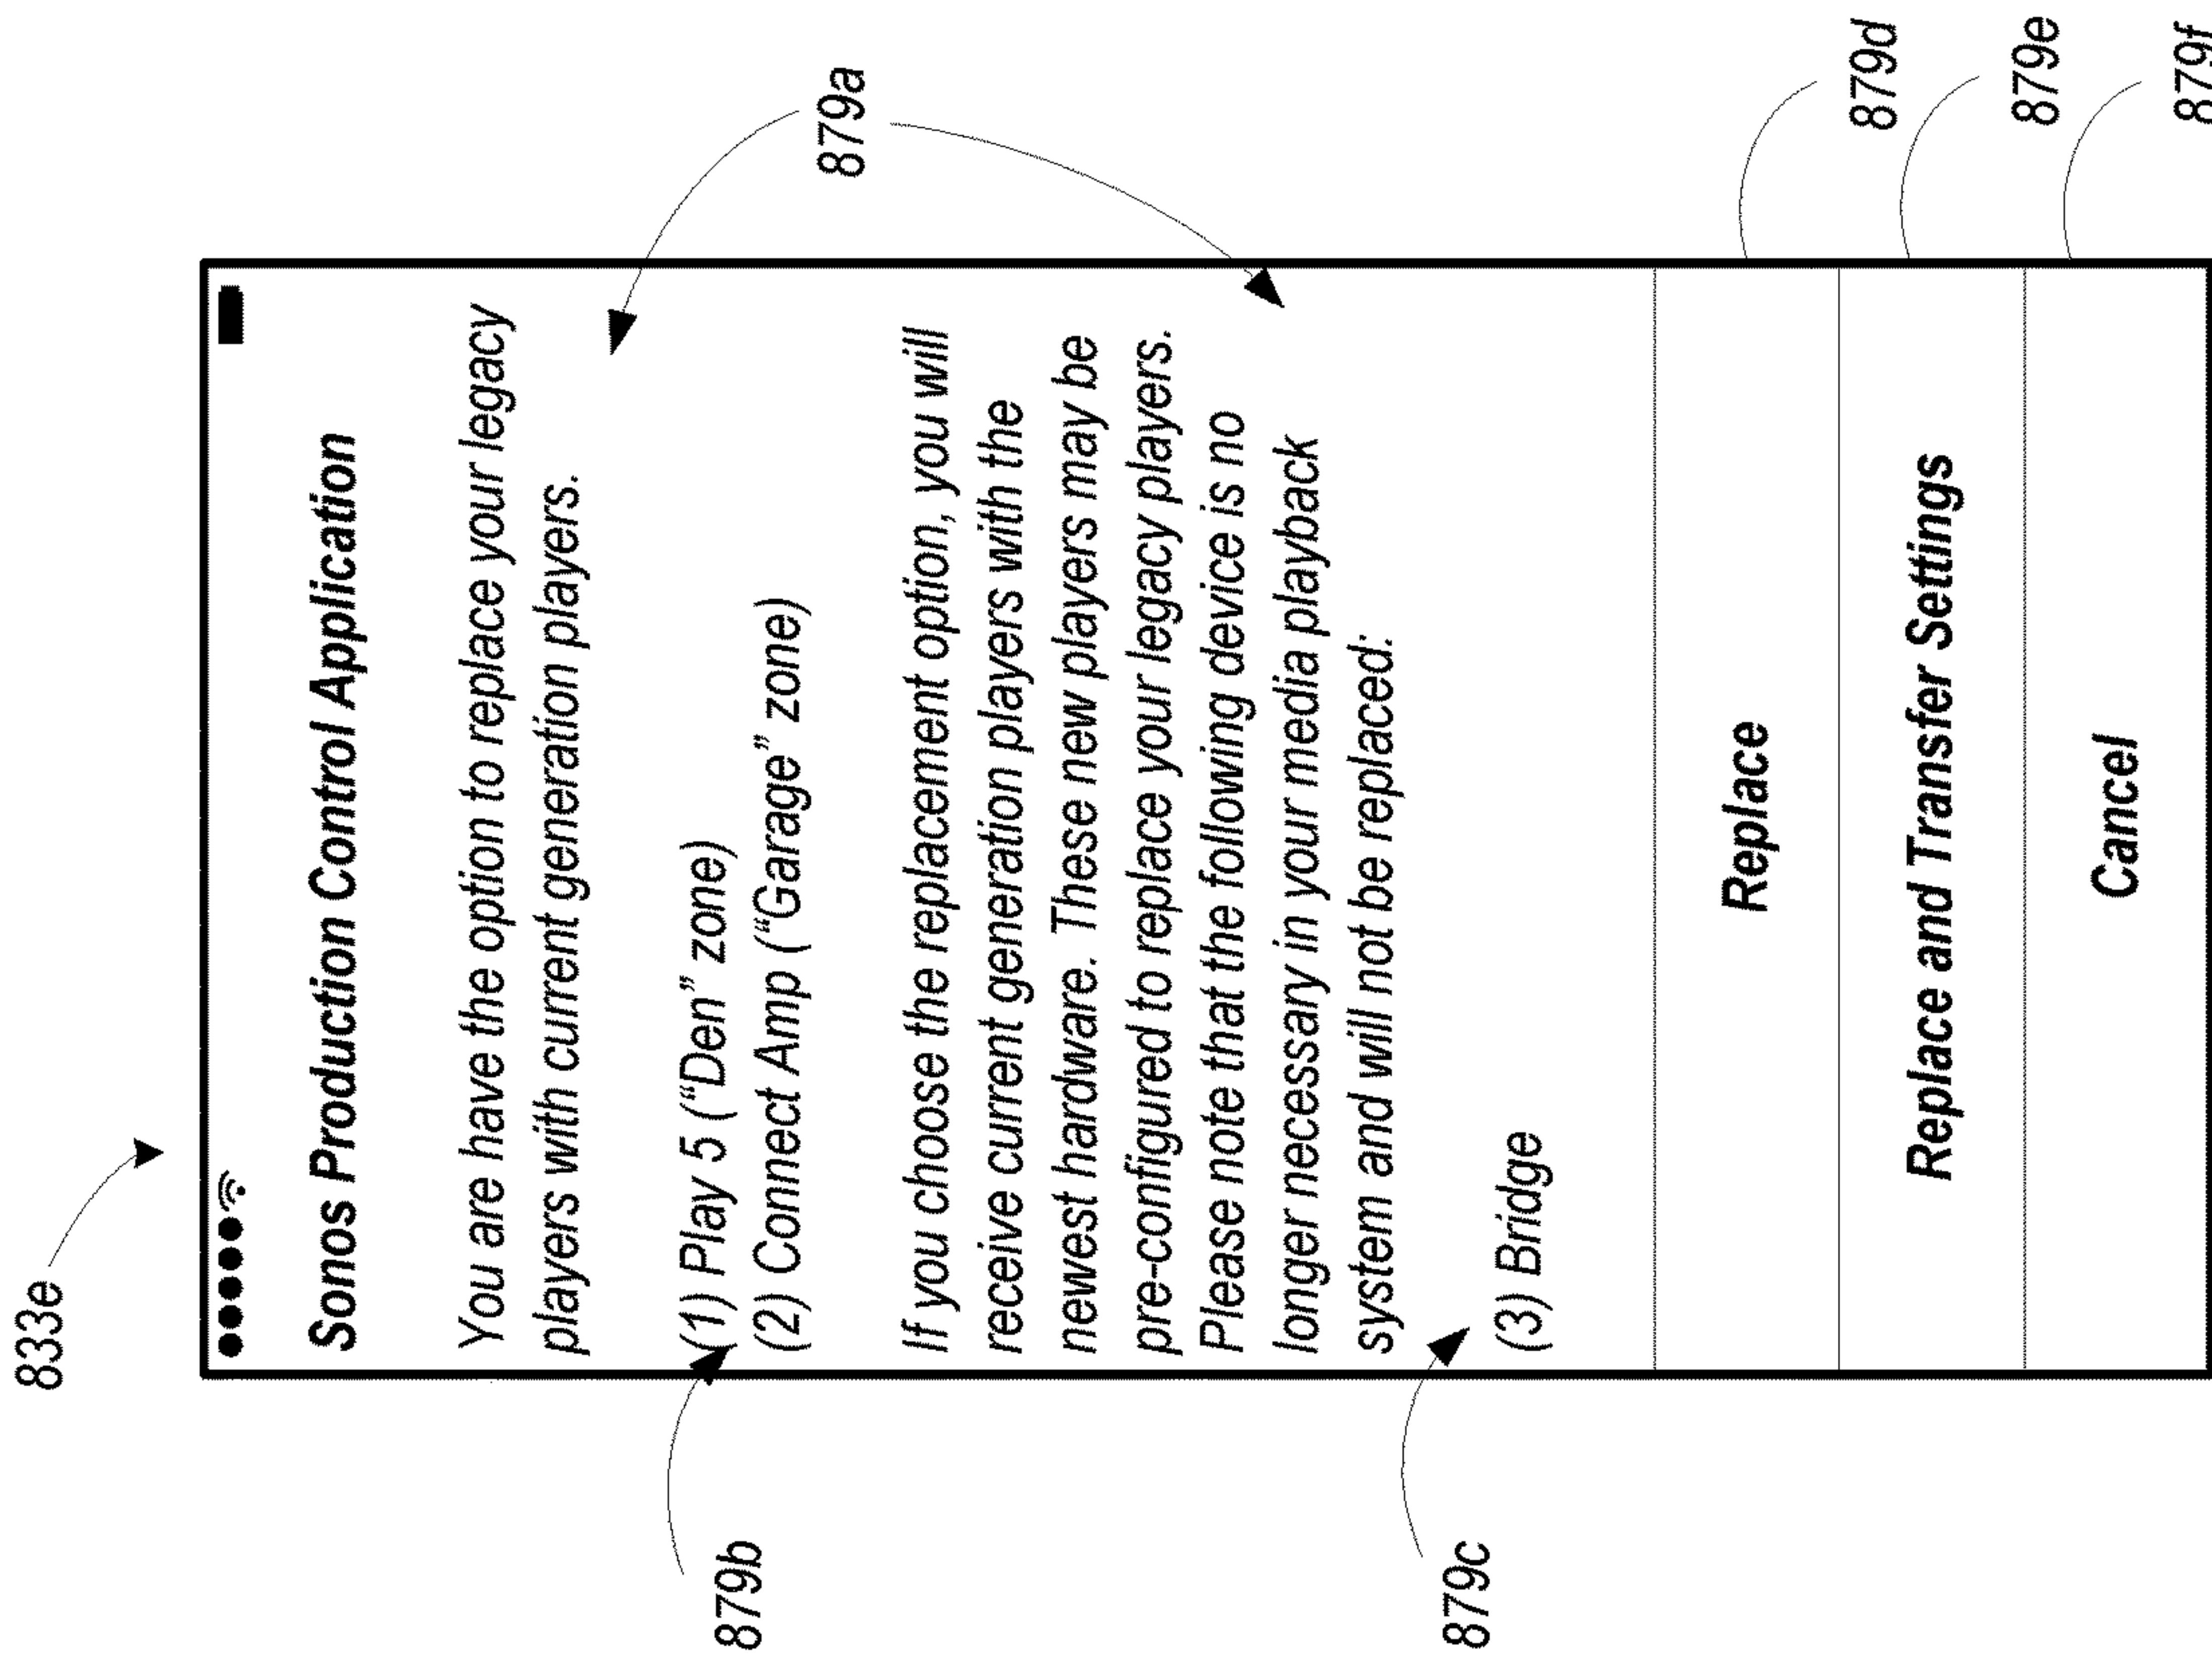 833e
Sonos Production Control Application
You are have the option to replace your legacy
players with current generation players.
879a
(1) Play 5 (“Den” zone)
(2) Connect Amp (“Garage” zone)
879b
If you choose the replacement option, you will
receive current generation players with the
newest hardware. These new players may be
pre-configured to replace your legacy players.
Please note that the following device is no
longer necessary in your media playback
system and will not be replaced:
879c
(3) Bridge
Replace
879d
Replace and Transfer Settings
879e
Cancel
879f